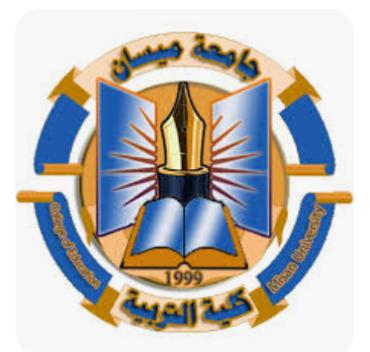 جامعة ميسان
College of Education
Misan University
1999
كلية التربية